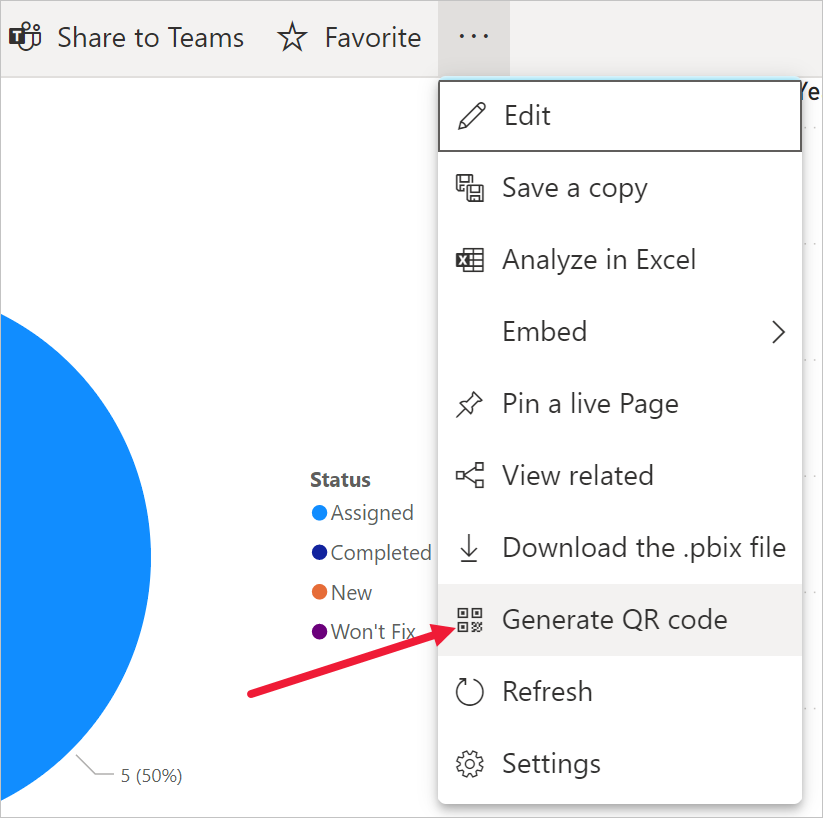 Share to Teams
Favorite
...
Ye
Edit
Save a copy
Analyze in Excel
Embed
Pin a live Page
View related
Download the .pbix file
Generate QR code
Refresh
Settings
Status
Assigned
Completed
New
Won't Fix
5 (50%)